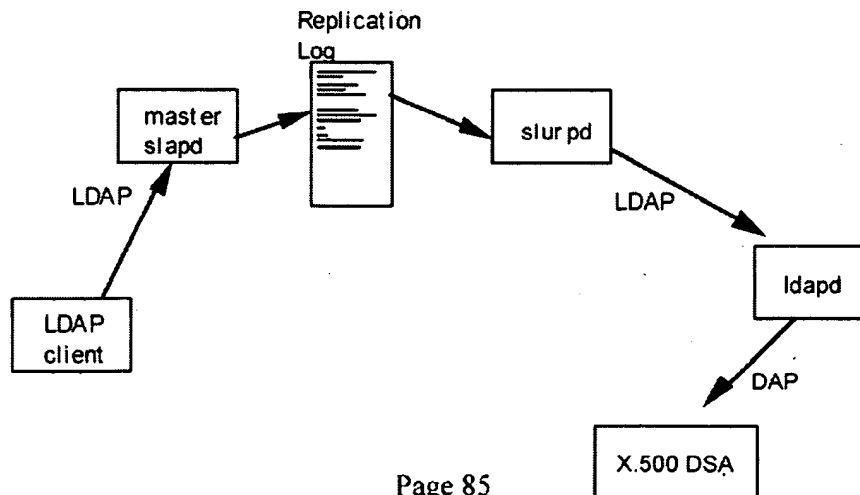 Replication
Log
master
slapd
slurpd
LDAP
LDAP
ldapd
LDAP
client
DAP
X.500 DSA
Page 85